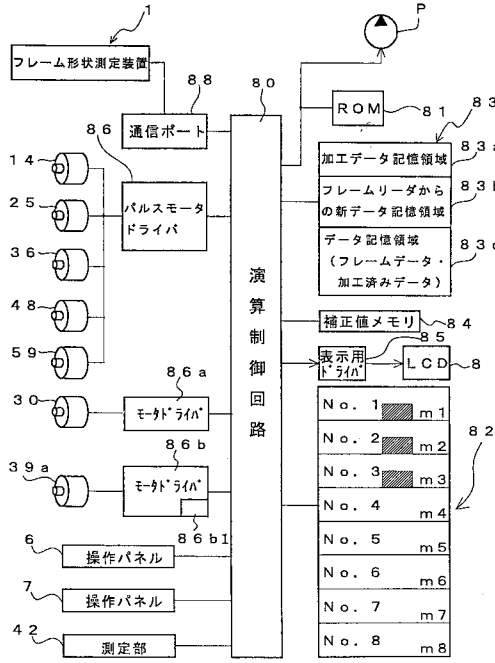 1
フレーム形状測定装置
88
通信ポート
86
パルスモータ
ドライバ
14
25
36
48
59
30
86a
モータドライバ
39a
86b
モータドライバ
86b1
6
操作パネル
7
操作パネル
42
測定部
80
演算制御回路
P
ROM
81
83
加工データ記憶領域
83a
フレームリーダから
の新データ記憶領域
83b
データ記憶領域
(フレームデータ・
加工済みデータ)
83c
補正値メモリ
84
85
表示用
ドライバ
LCD
8
No. 1 m1
No. 2 m2
No. 3 m3
No. 4 m4
No. 5 m5
No. 6 m6
No. 7 m7
No. 8 m8
82